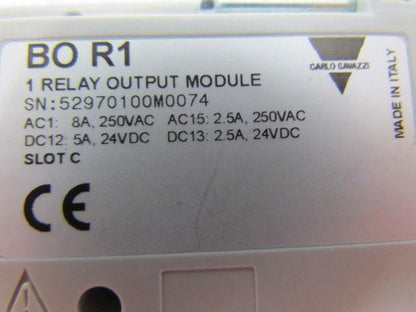 BO R1
CARLO GAVAZZI
1 RELAY OUTPUT MODULE
SN:52970100M0074
AC1: 8A, 250VAC AC15: 2.5A, 250VAC
DC12: 5A, 24VDC DC13: 2.5A, 24VDC
SLOT C
CE
MADE IN ITALY